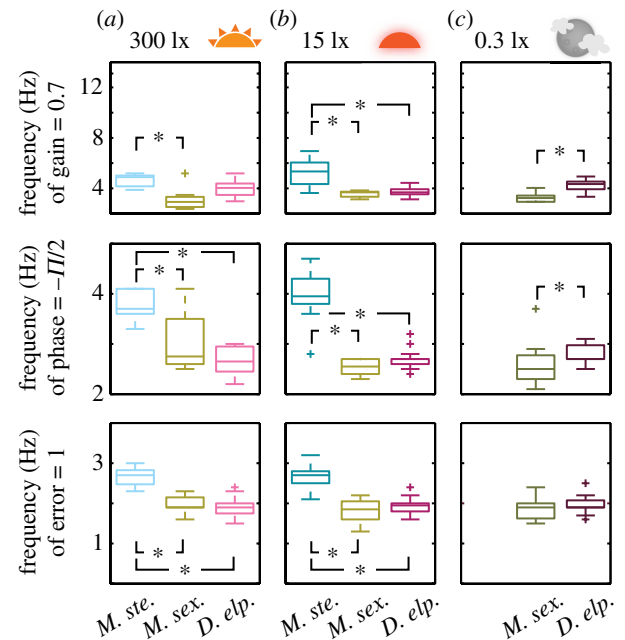 (a) (b) (c)
300 lx 15 lx 0.3 lx
frequency (Hz)
of gain = 0.7
14
8
4
* * * *
frequency (Hz)
of phase = –Π/2
4
2
* * * * *
frequency (Hz)
of error = 1
3
1
* * * *
M. ste. M. sex. D. elp. M. ste. M. sex. D. elp. M. sex. D. elp.